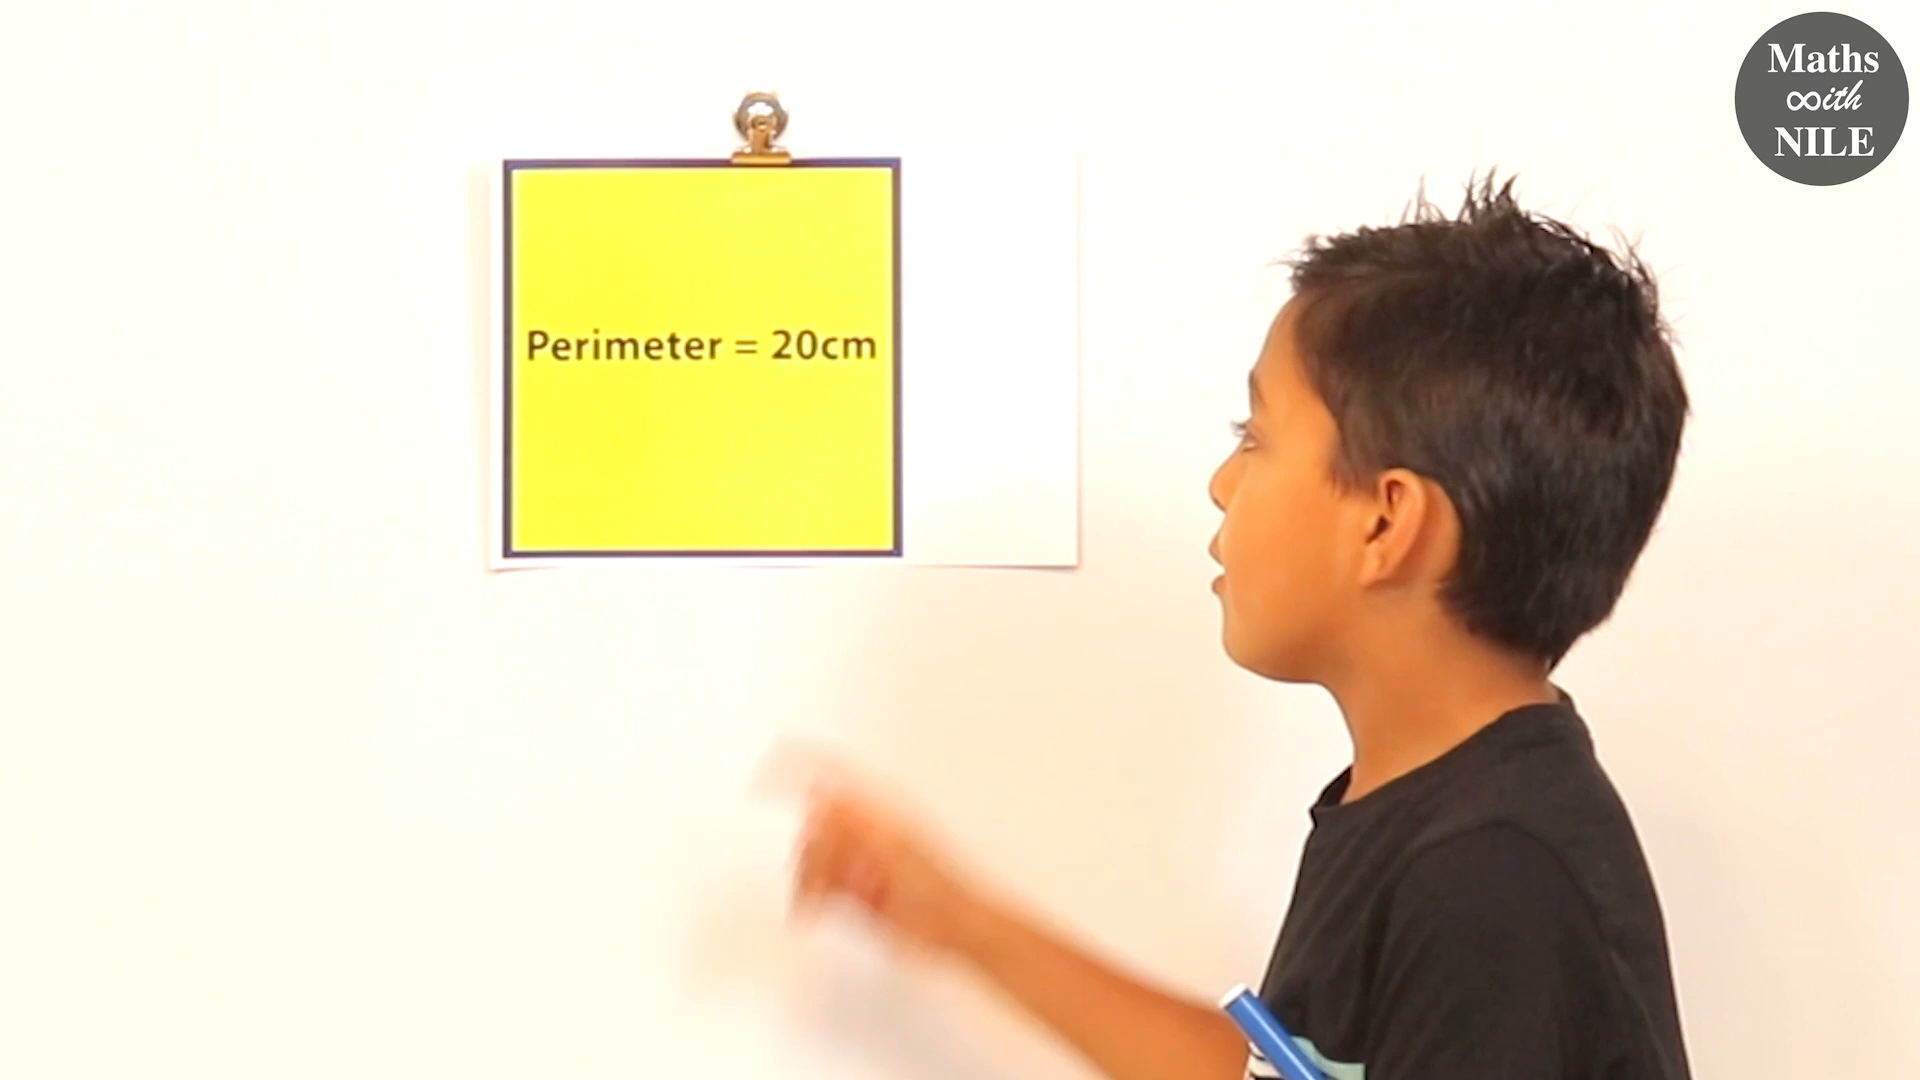 Maths
∞ith
NILE
Perimeter = 20cm